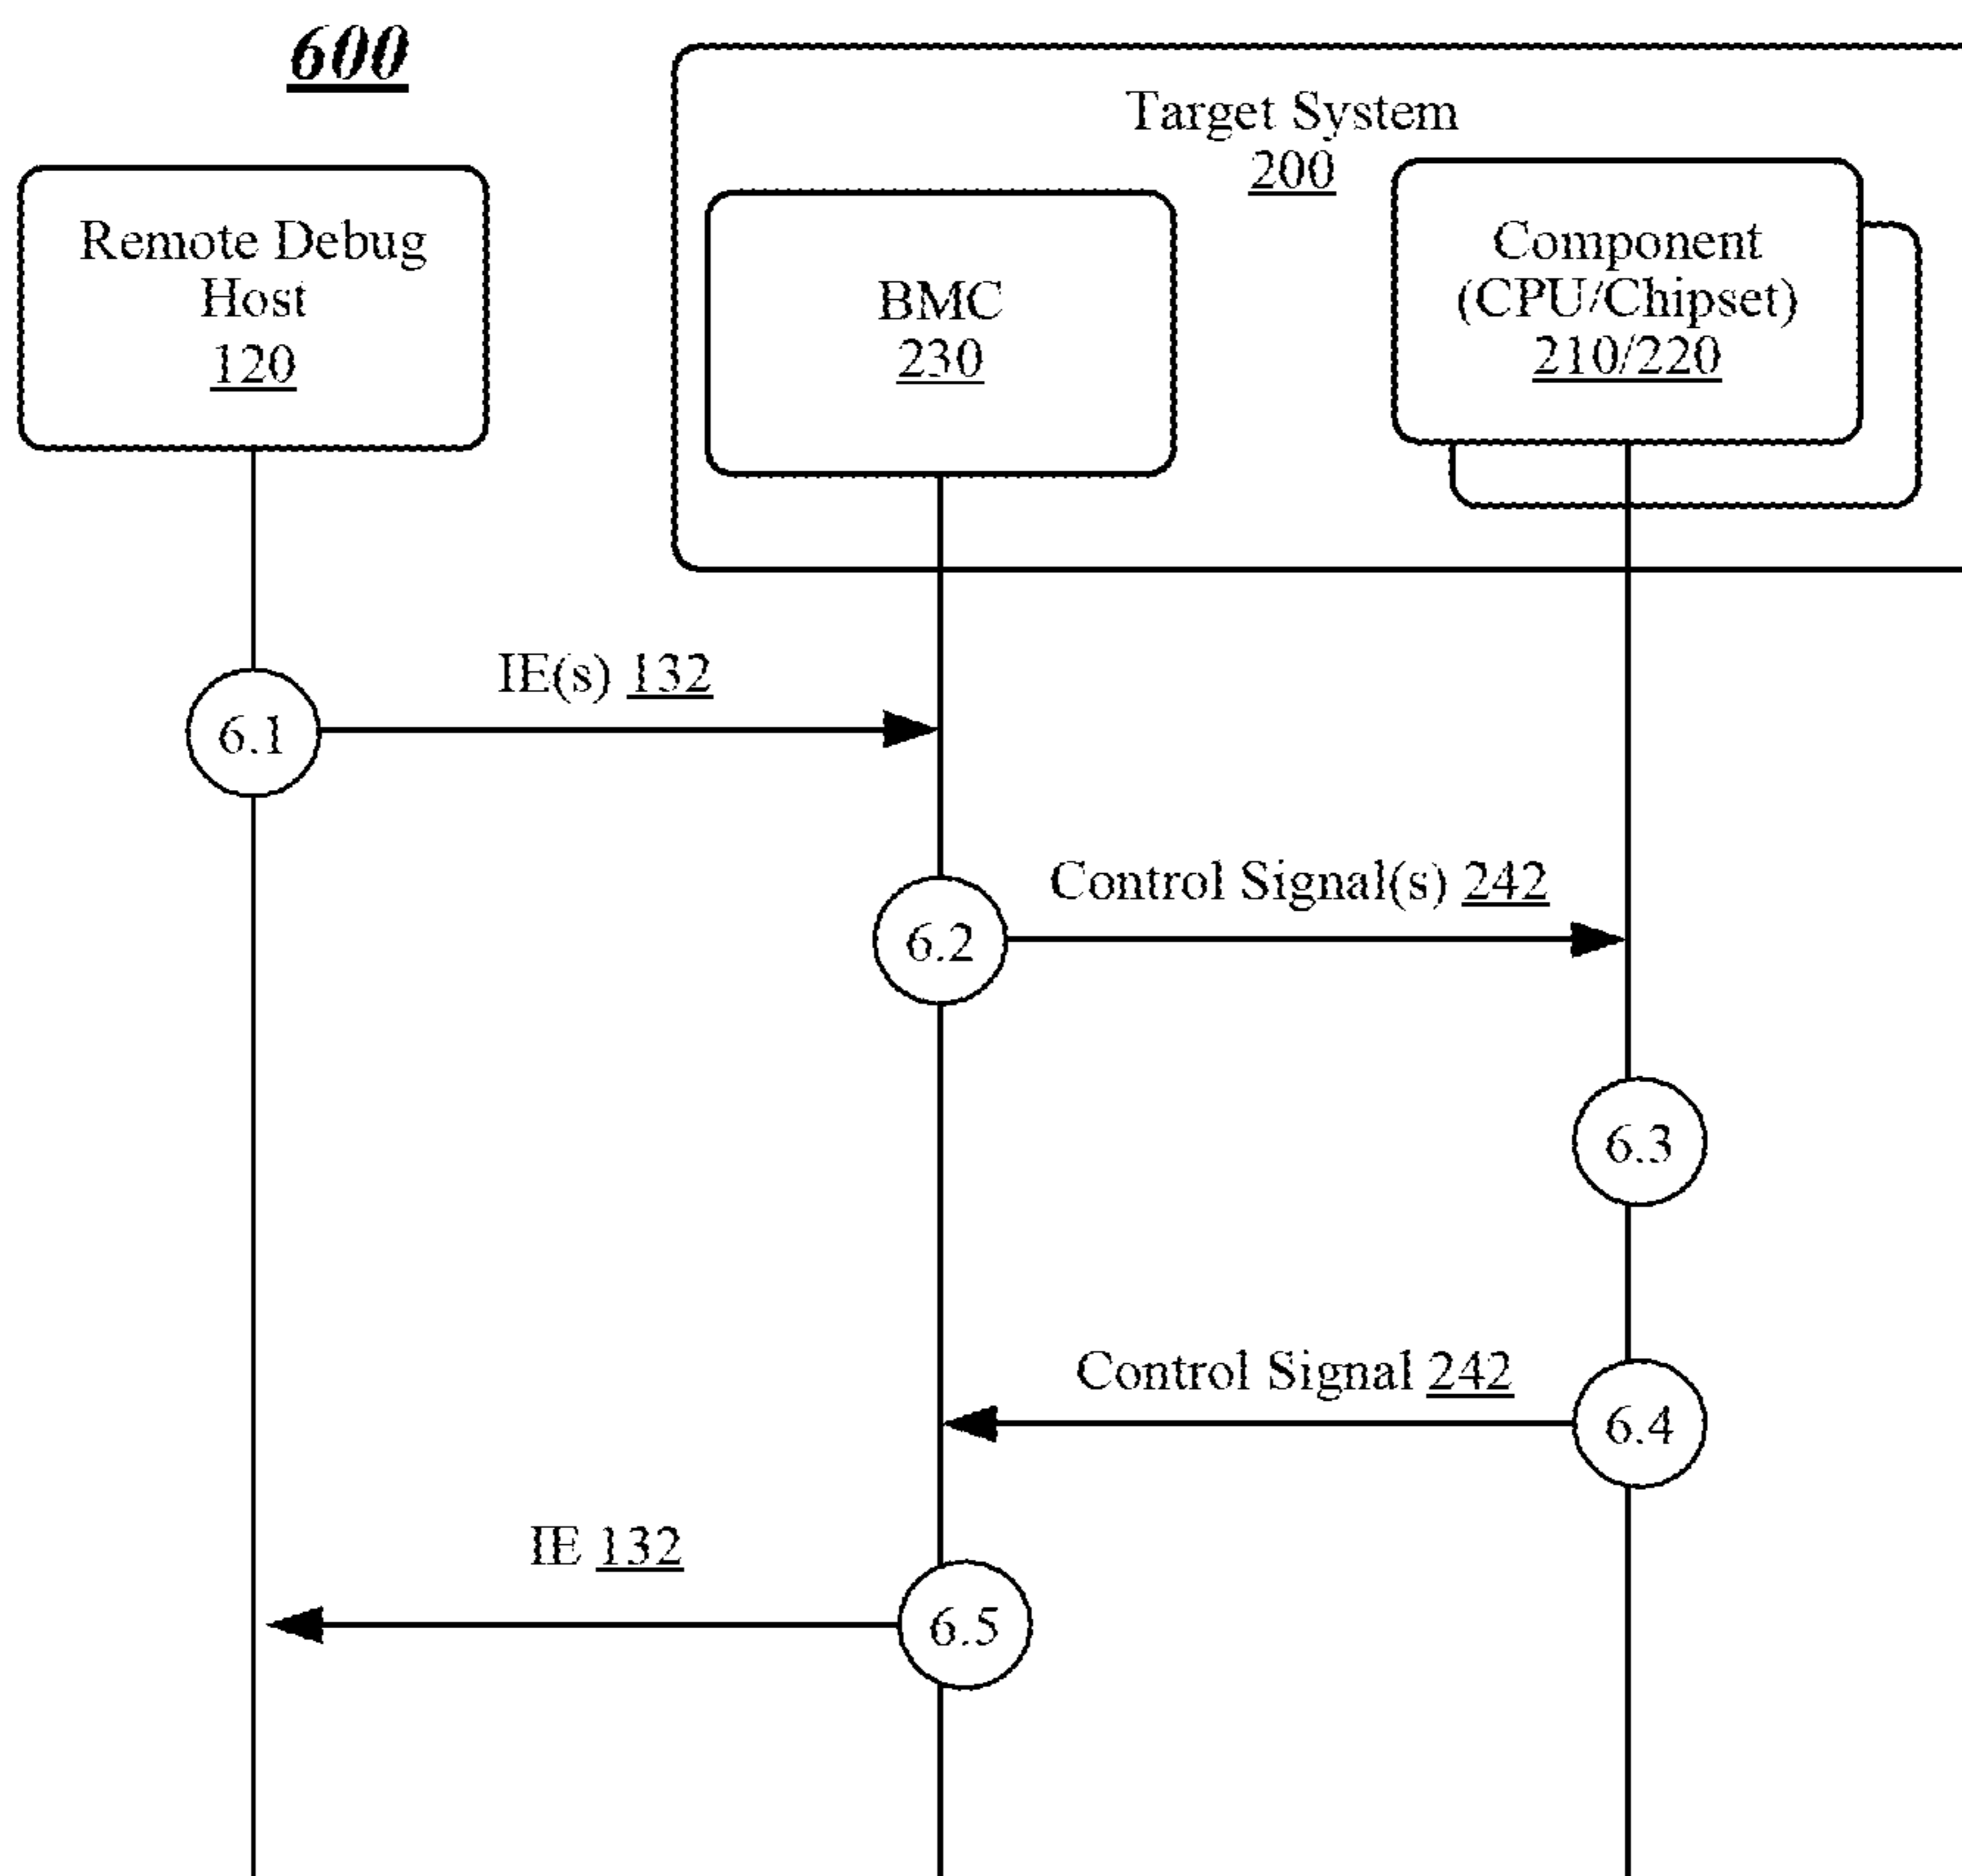 600
Target System
200
Remote Debug
Host
120
BMC
230
Component
(CPU/Chipset)
210/220
IE(s) 132
6.1
Control Signal(s) 242
6.2
6.3
Control Signal 242
6.4
IE 132
6.5